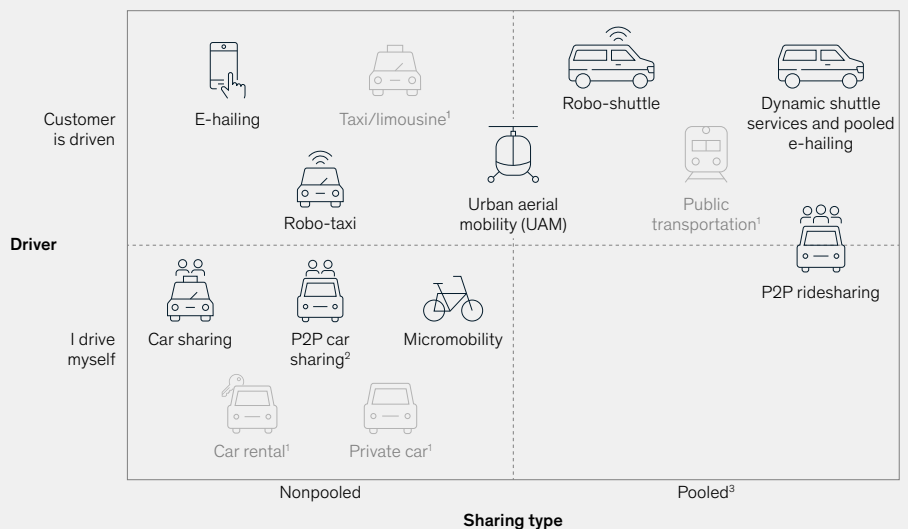 Customer
is driven
E-hailing
Taxi/limousine¹
Robo-shuttle
Dynamic shuttle
services and pooled
e-hailing
Robo-taxi
Urban aerial
mobility (UAM)
Public
transportation¹
Driver
P2P ridesharing
I drive
myself
Car sharing
P2P car
sharing²
Micromobility
Car rental¹
Private car¹
Nonpooled
Pooled³
Sharing type